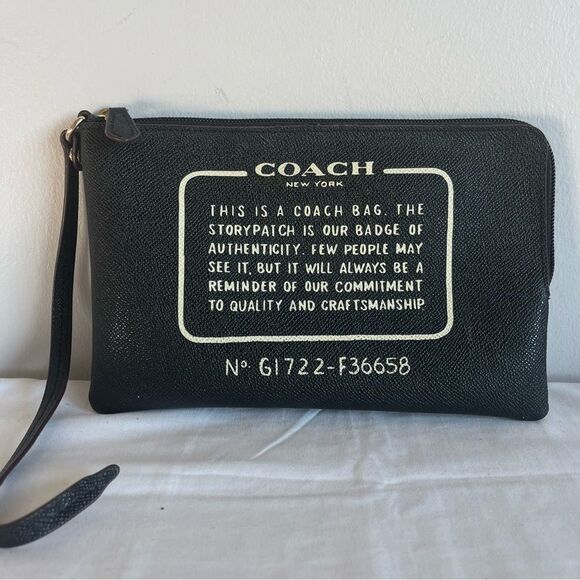 COACH
NEW YORK
THIS IS A COACH BAG. THE
STORYPATCH IS OUR BADGE OF
AUTHENTICITY. FEW PEOPLE MAY
SEE IT, BUT IT WILL ALWAYS BE A
REMINDER OF OUR COMMITMENT
TO QUALITY AND CRAFTSMANSHIP
Nº G1722-F36658